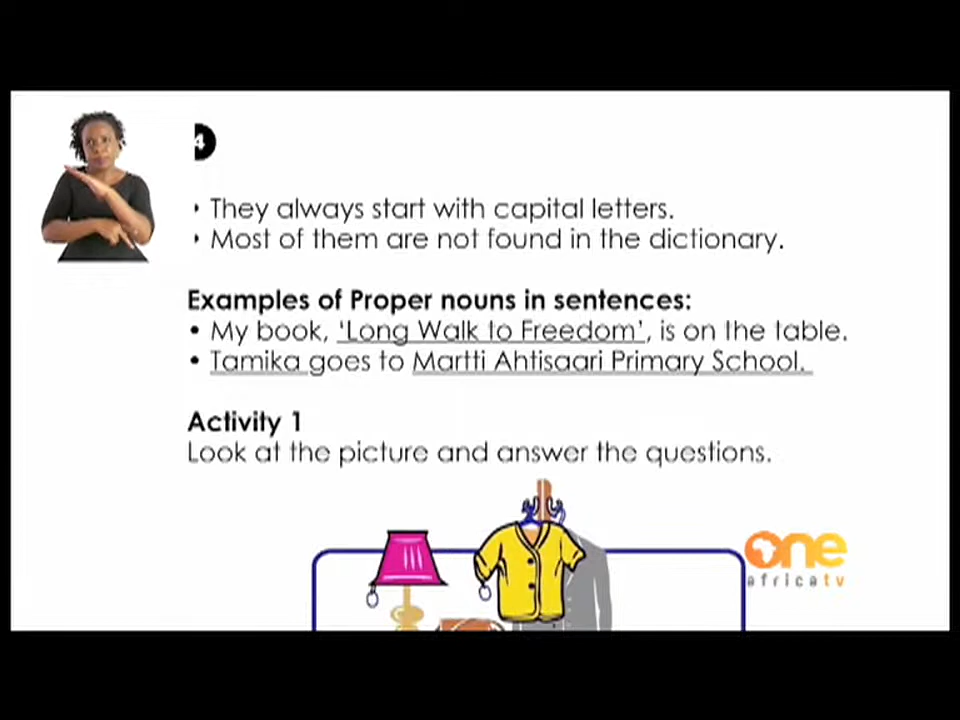 4
‣ They always start with capital letters.
‣ Most of them are not found in the dictionary.
Examples of Proper nouns in sentences:
• My book, ‘Long Walk to Freedom’, is on the table.
• Tamika goes to Martti Ahtisaari Primary School.
Activity 1
Look at the picture and answer the questions.
one
africa tv